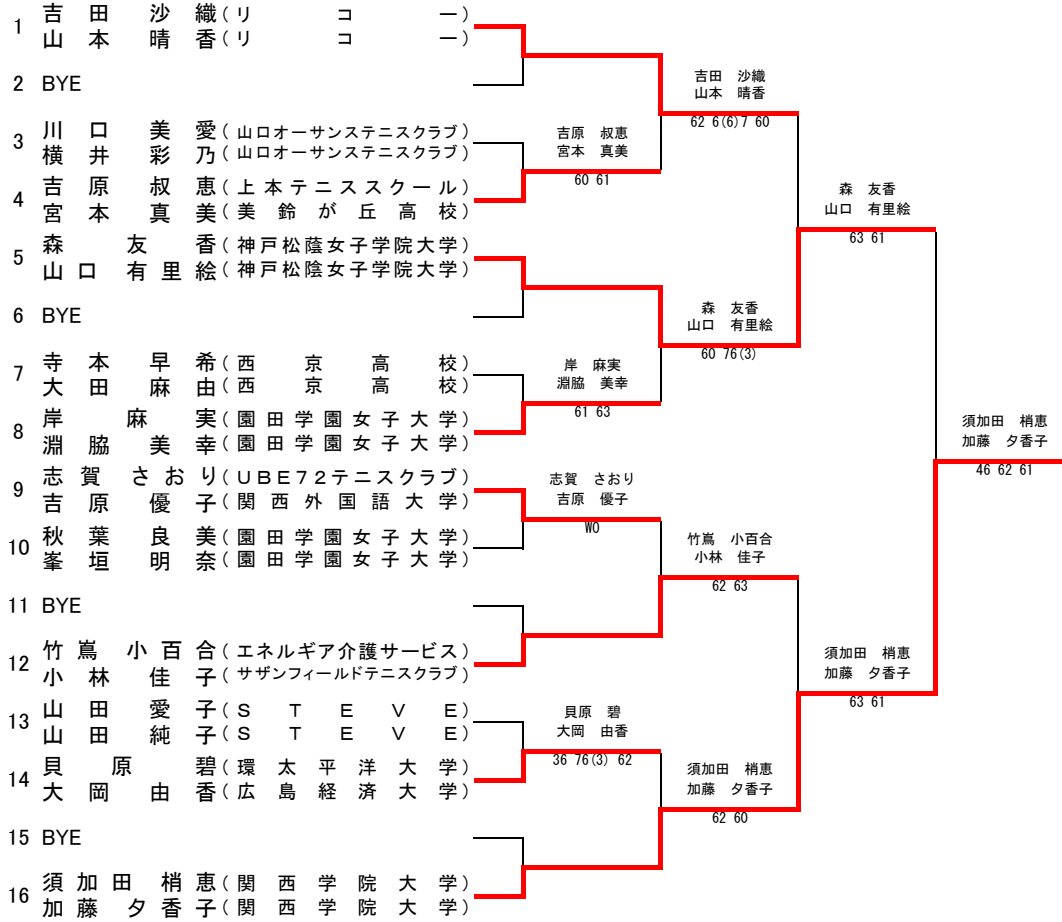 1 吉田 沙織(リコー)
山本 晴香(リコー)
2 BYE
3 川口 美愛(山口オーサンステニスクラブ)
横井 彩乃(山口オーサンステニスクラブ)
4 吉原 叔恵(上本テニススクール)
宮本 真美(美鈴が丘高校)
5 森 友香(神戸松蔭女子学院大学)
山口 有里絵(神戸松陰女子学院大学)
6 BYE
7 寺本 早希(西京高校)
大田 麻由(西京高校)
8 岸 麻実(園田学園女子大学)
淵脇 美幸(園田学園女子大学)
9 志賀 さおり(UBE72テニスクラブ)
吉原 優子(関西外国語大学)
10 秋葉 良美(園田学園女子大学)
峯垣 明奈(園田学園女子大学)
11 BYE
12 竹嶌 小百合(エネルギア介護サービス)
小林 佳子(サザンフィールドテニスクラブ)
13 山田 愛子(STEVE)
山田 純子(STEVE)
14 貝原 碧(環太平洋大学)
大岡 由香(広島経済大学)
15 BYE
16 須加田 梢恵(関西学院大学)
加藤 夕香子(関西学院大学)
吉原 叔恵
宮本 真美
60 61
岸 麻実
淵脇 美幸
61 63
志賀 さおり
吉原 優子
WO
貝原 碧
大岡 由香
36 76(3) 62
吉田 沙織
山本 晴香
62 6(6)7 60
森 友香
山口 有里絵
60 76(3)
竹嶌 小百合
小林 佳子
62 63
須加田 梢恵
加藤 夕香子
62 60
森 友香
山口 有里絵
63 61
須加田 梢恵
加藤 夕香子
63 61
須加田 梢恵
加藤 夕香子
46 62 61